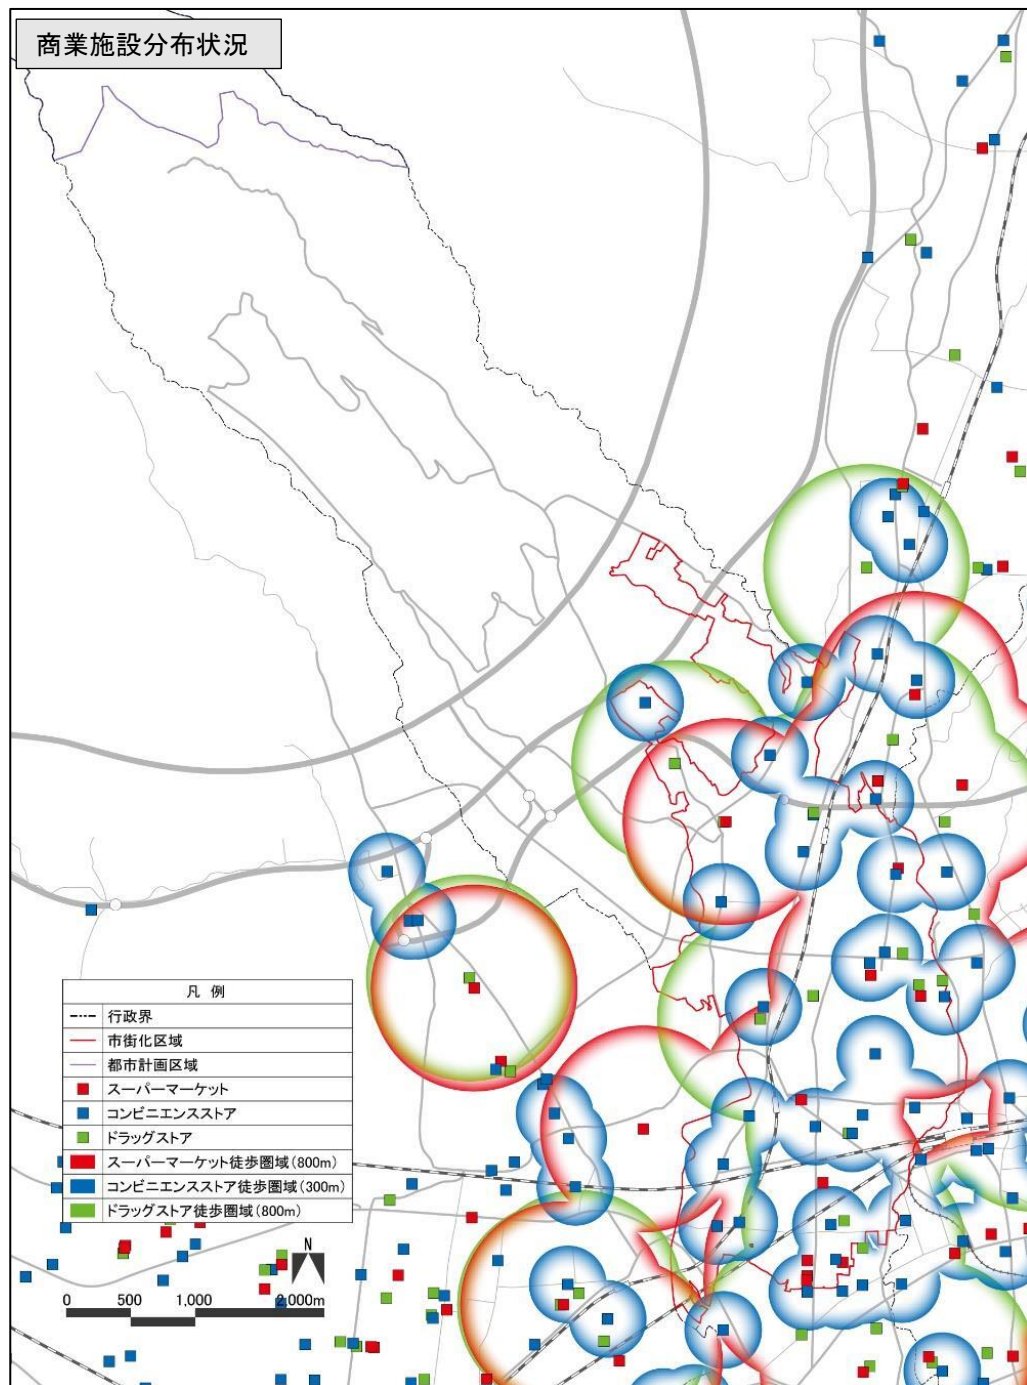 商業施設分布状況
凡 例
行政界
市街化区域
都市計画区域
スーパーマーケット
コンビニエンスストア
ドラッグストア
スーパーマーケット徒歩圏域（800m）
コンビニエンスストア徒歩圏域（300m）
ドラッグストア徒歩圏域（800m）
N
0 500 1,000 2,000m